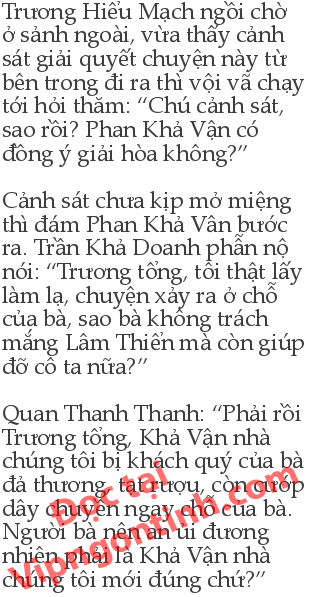 Trương Hiểu Mạch ngồi chờ
ở sảnh ngoài, vừa thấy cảnh
sát giải quyết chuyện này từ
bên trong đi ra thì vội vã chạy
tới hỏi thăm: “Chú cảnh sát,
sao rồi? Phan Khả Vận có
đồng ý giải hòa không?”
Cảnh sát chưa kịp mở miệng
thì đám Phan Khả Vân bước
ra. Trần Khả Doanh phẫn nộ
nói: “Trương tổng, tôi thật lấy
làm lạ, chuyện xảy ra ở chỗ
của bà, sao bà không trách
mắng Lâm Thiển mà còn giúp
đỡ cô ta nữa?”
Quan Thanh Thanh: “Phải rồi
Trương tổng, Khả Vận nhà
chúng tôi bị khách quý của bà
đả thương, tạt rượu, còn cướp
dây chuyền ngay chỗ của bà.
Người bà nên an ủi đương
nhiên phải là Khả Vận nhà
chúng tôi mới đúng chứ?”
Đọc tại
Vipngontinh.com